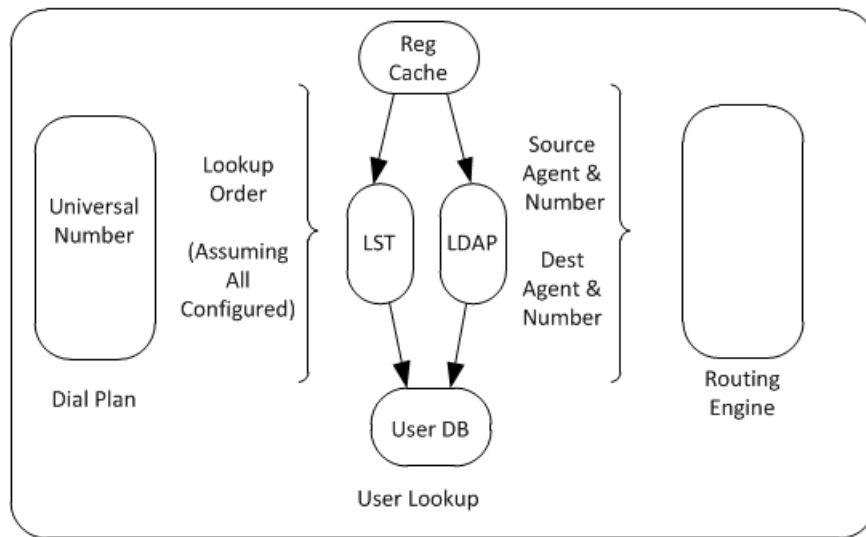 Reg
Cache
Universal
Number
Lookup
Order
(Assuming
All
Configured)
LST
LDAP
Source
Agent &
Number
Dest
Agent &
Number
Dial Plan
User DB
User Lookup
Routing
Engine